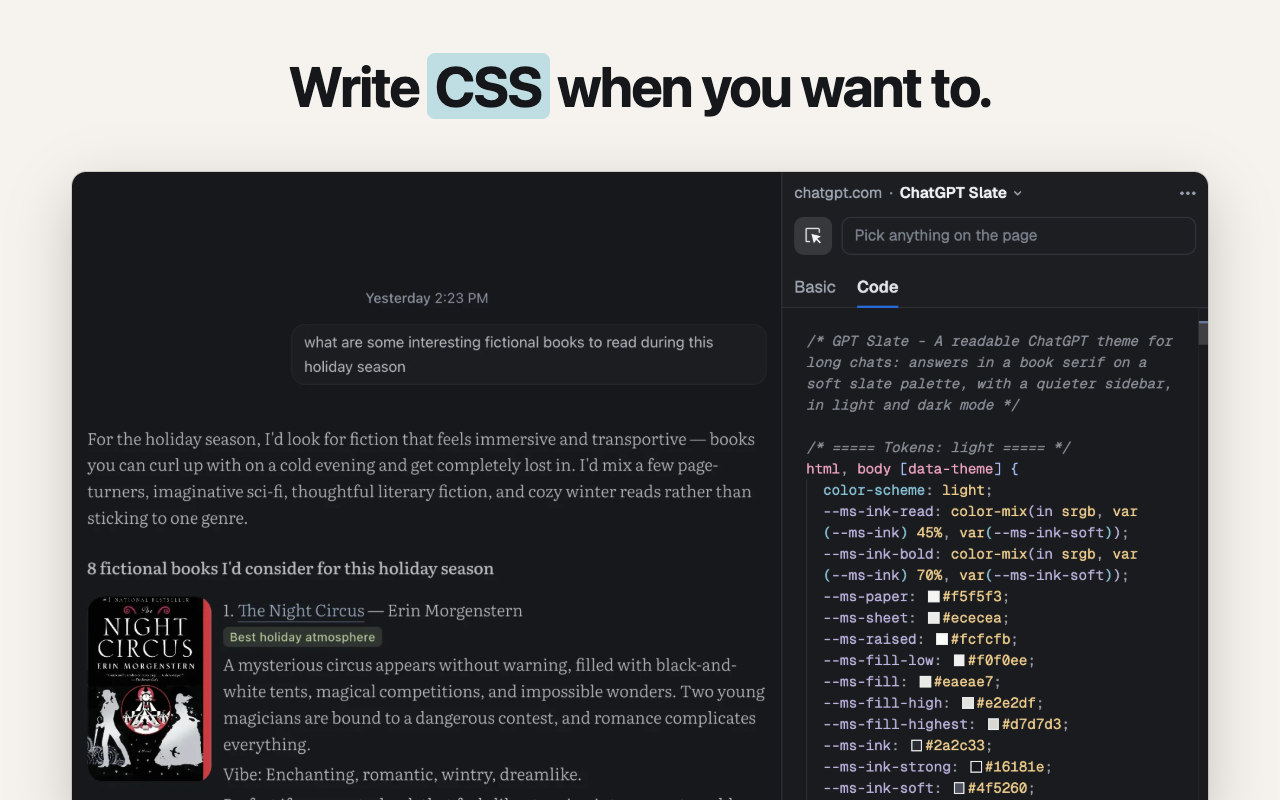 Write CSS when you want to.
chatgpt.com · ChatGPT Slate
Pick anything on the page
Basic Code
Yesterday 2:23 PM
what are some interesting fictional books to read during this
holiday season
For the holiday season, I'd look for fiction that feels immersive and transportive — books
you can curl up with on a cold evening and get completely lost in. I'd mix a few page-
turners, imaginative sci-fi, thoughtful literary fiction, and cozy winter reads rather than
sticking to one genre.
8 fictional books I'd consider for this holiday season
#1 NATIONAL BESTSELLER
The
NIGHT
CIRCUS
ERIN MORGENSTERN
1. The Night Circus — Erin Morgenstern
Best holiday atmosphere
A mysterious circus appears without warning, filled with black-and-
white tents, magical competitions, and impossible wonders. Two young
magicians are bound to a dangerous contest, and romance complicates
everything.
Vibe: Enchanting, romantic, wintry, dreamlike.
/* GPT Slate - A readable ChatGPT theme for
long chats: answers in a book serif on a
soft slate palette, with a quieter sidebar,
in light and dark mode */
/* ===== Tokens: light ===== */
html, body [data-theme] {
color-scheme: light;
--ms-ink-read: color-mix(in srgb, var
(--ms-ink) 45%, var(--ms-ink-soft));
--ms-ink-bold: color-mix(in srgb, var
(--ms-ink) 70%, var(--ms-ink-soft));
--ms-paper: #f5f5f3;
--ms-sheet: #ececea;
--ms-raised: #fcfcfb;
--ms-fill-low: #f0f0ee;
--ms-fill: #eaeae7;
--ms-fill-high: #e2e2df;
--ms-fill-highest: #d7d7d3;
--ms-ink: #2a2c33;
--ms-ink-strong: #16181e;
--ms-ink-soft: #4f5260;